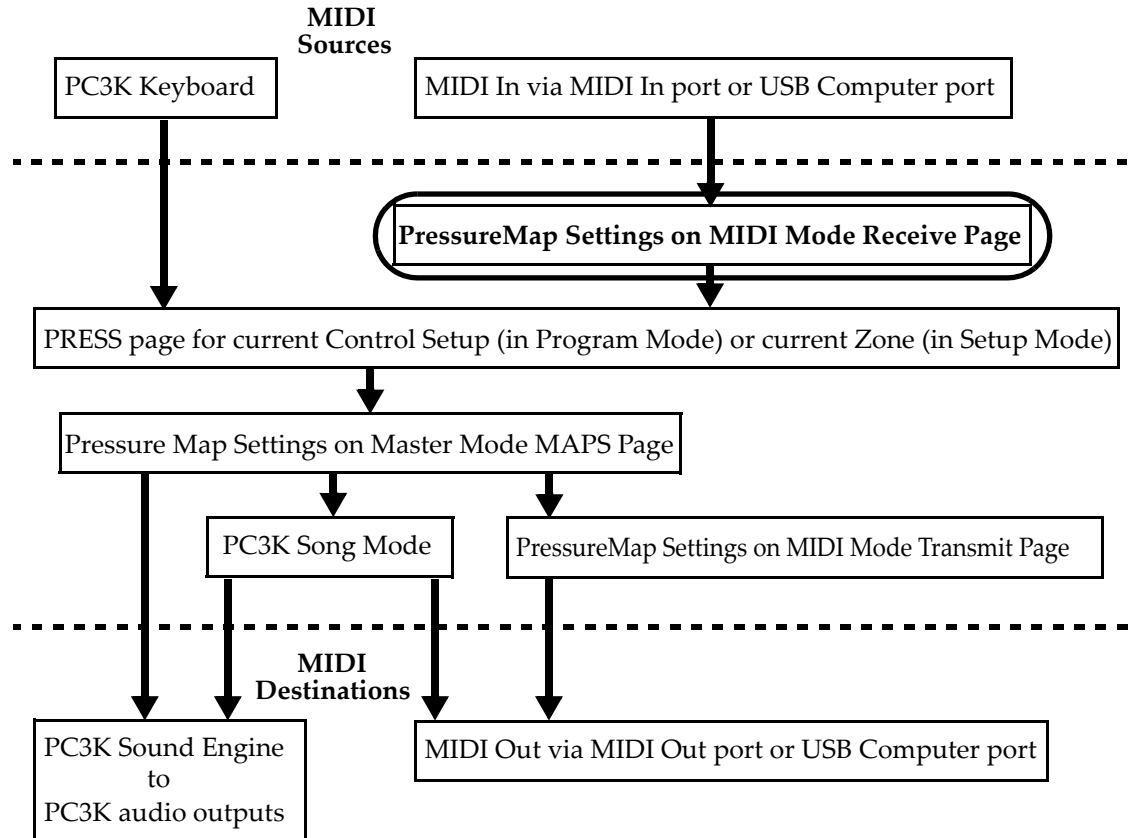 MIDI
Sources
PC3K Keyboard
MIDI In via MIDI In port or USB Computer port
PressureMap Settings on MIDI Mode Receive Page
PRESS page for current Control Setup (in Program Mode) or current Zone (in Setup Mode)
Pressure Map Settings on Master Mode MAPS Page
PC3K Song Mode
PressureMap Settings on MIDI Mode Transmit Page
MIDI
Destinations
PC3K Sound Engine
to
PC3K audio outputs
MIDI Out via MIDI Out port or USB Computer port